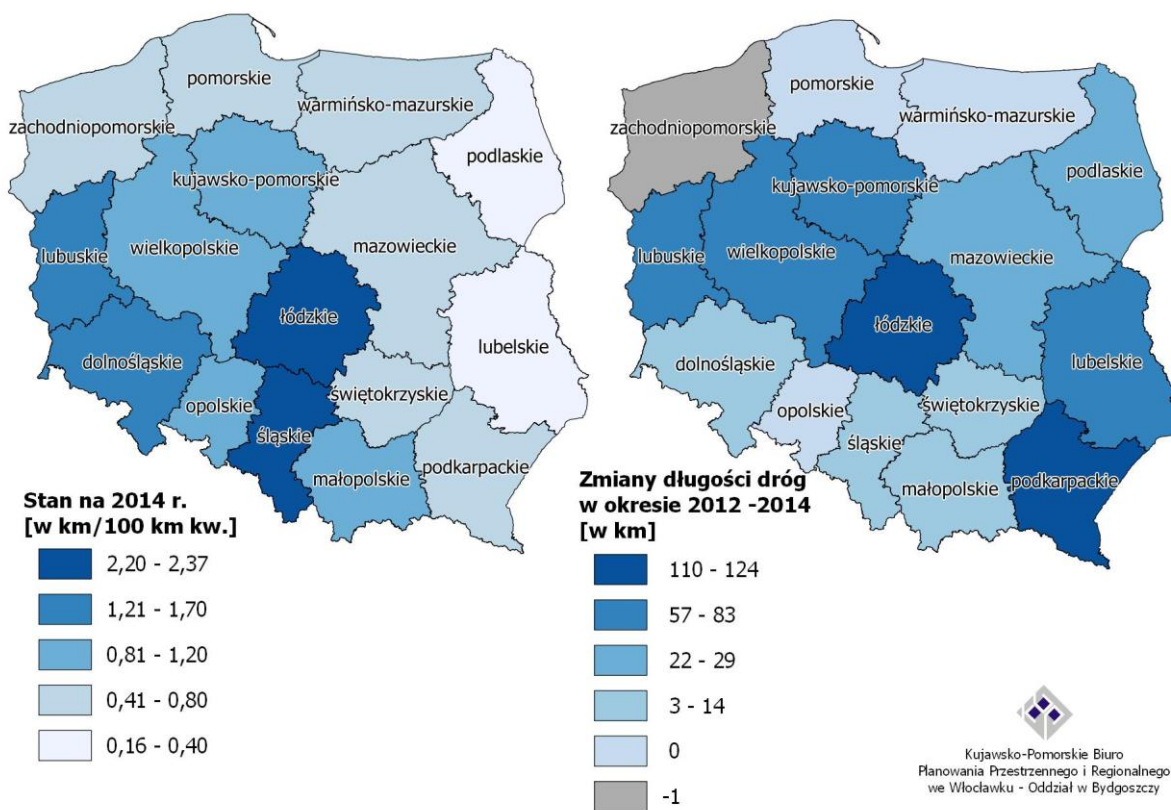 pomorskie
warmińsko-mazurskie
zachodniopomorskie
podlaskie
kujawsko-pomorskie
mazowieckie
lubuskie
wielkopolskie
łódzkie
lubelskie
dolnośląskie
opolskie
świętokrzyskie
śląskie
podkarpackie
małopolskie
Stan na 2014 r.
[w km/100 km kw.]
2,20 - 2,37
1,21 - 1,70
0,81 - 1,20
0,41 - 0,80
0,16 - 0,40
pomorskie
zachodniopomorskie
warmińsko-mazurskie
podlaskie
kujawsko-pomorskie
lubuskie
wielkopolskie
mazowieckie
łódzkie
dolnośląskie
lubelskie
opolskie
świętokrzyskie
śląskie
podkarpackie
małopolskie
Zmiany długości dróg
w okresie 2012 -2014
[w km]
110 - 124
57 - 83
22 - 29
3 - 14
0
-1
Kujawsko-Pomorskie Biuro
Planowania Przestrzennego i Regionalnego
we Włocławku - Oddział w Bydgoszczy